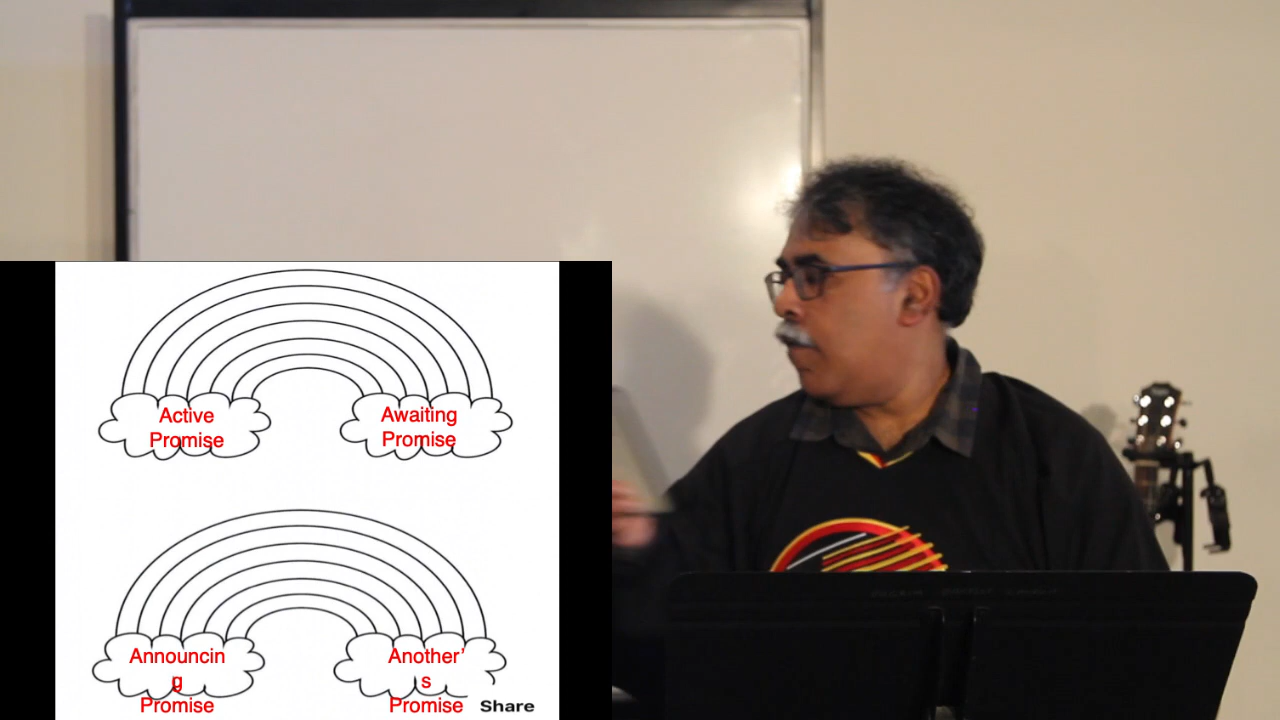 Active
Promise
Awaiting
Promise
Announcin
g
Promise
Another’
s
Promise
Share